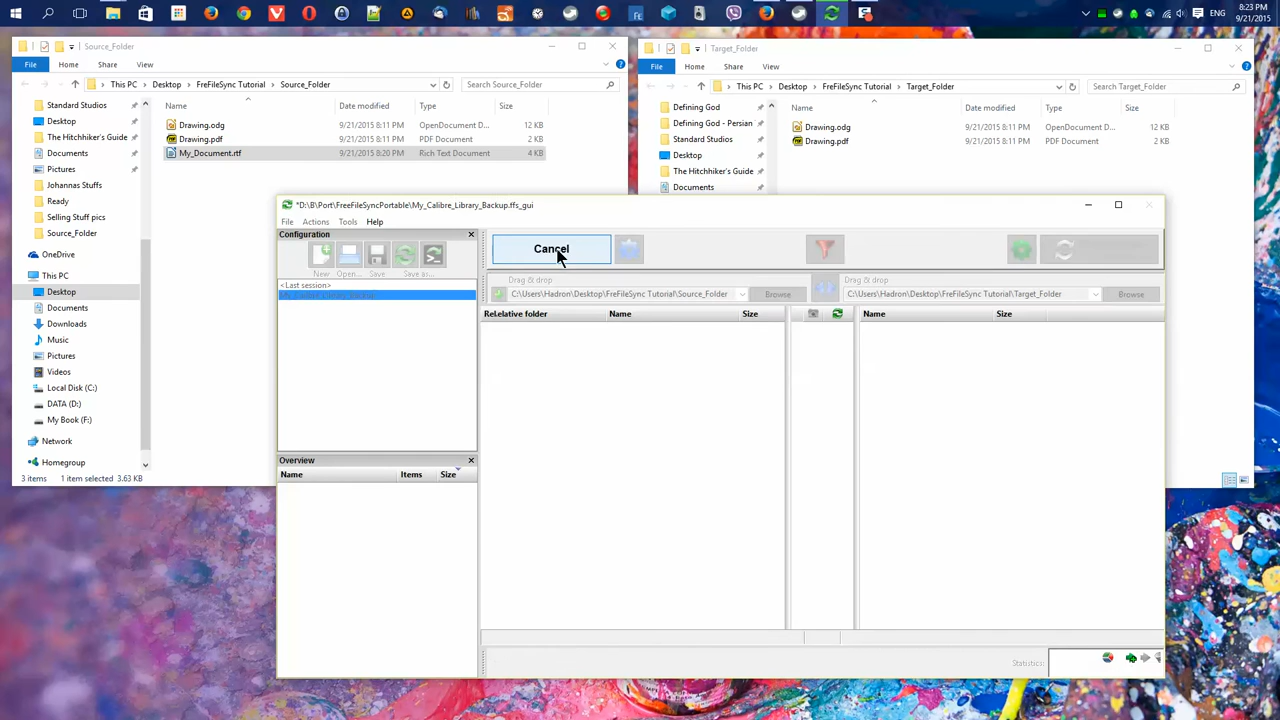 8:23 PM
ENG
9/21/2015
Source_Folder
File Home Share View
This PC Desktop FreFileSync Tutorial Source_Folder
Search Source_Folder
Name Date modified Type Size
Drawing.odg 9/21/2015 8:11 PM OpenDocument D... 12 KB
Drawing.pdf 9/21/2015 8:11 PM PDF Document 2 KB
My_Document.rtf 9/21/2015 8:20 PM Rich Text Document 4 KB
Standard Studios
Desktop
The Hitchhiker's Guide
Documents
Pictures
Johannas Stuffs
Ready
Selling Stuff pics
Source_Folder
OneDrive
This PC
Desktop
Documents
Downloads
Music
Pictures
Videos
Local Disk (C:)
DATA (D:)
My Book (F:)
Network
Homegroup
3 items 1 item selected 3.63 KB
Target_Folder
File Home Share View
This PC Desktop FreFileSync Tutorial Target_Folder
Search Target_Folder
Name Date modified Type Size
Drawing.odg 9/21/2015 8:11 PM OpenDocument D... 12 KB
Drawing.pdf 9/21/2015 8:11 PM PDF Document 2 KB
Defining God
Defining God - Persian
Standard Studios
Desktop
The Hitchhiker's Guide
Documents
*D:\B\Port\FreeFileSyncPortable\My_Calibre_Library_Backup.ffs_gui
File Actions Tools Help
Configuration
New Open... Save Save as...
<Last session>
My_Calibre_Library_Backup
Overview
Name Items Size
Cancel
Drag & drop
C:\Users\Hadron\Desktop\FreFileSync Tutorial\Source_Folder
Browse
Drag & drop
C:\Users\Hadron\Desktop\FreFileSync Tutorial\Target_Folder
Browse
Relelative folder Name Size
Name Size
Statistics: